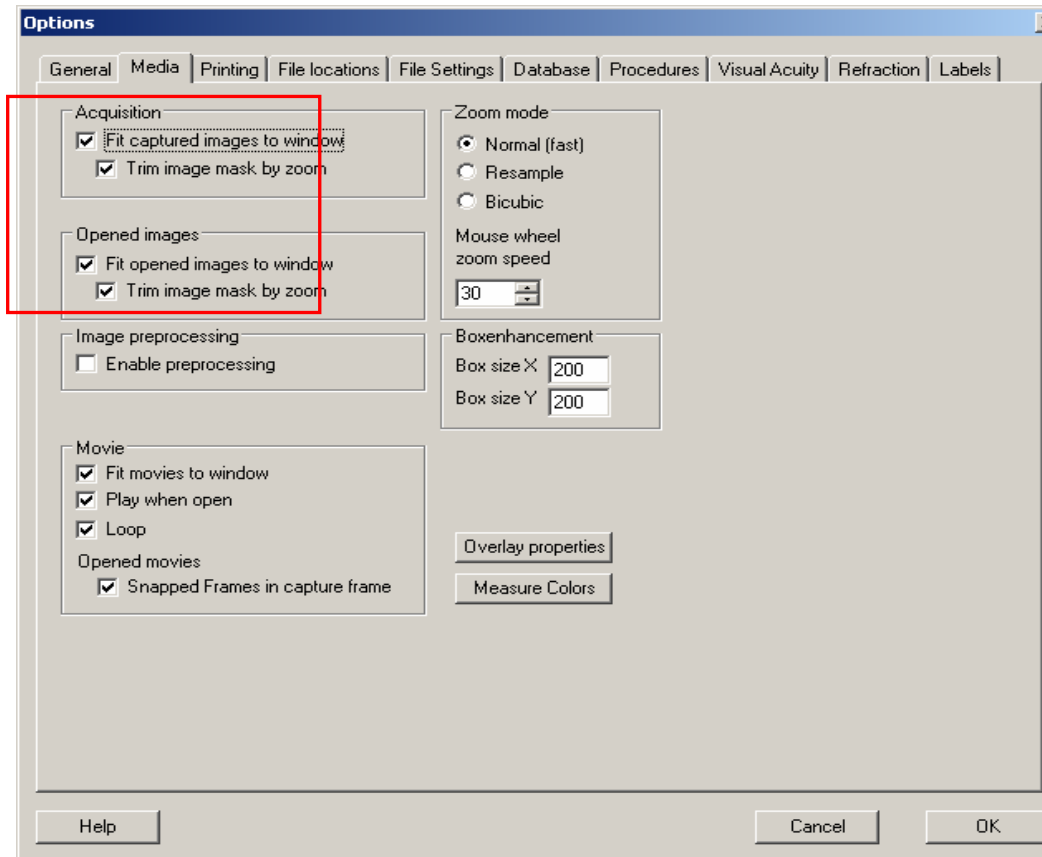 Options
General Media Printing File locations File Settings Database Procedures Visual Acuity Refraction Labels
Acquisition
Fit captured images to window
Trim image mask by zoom
Opened images
Fit opened images to window
Trim image mask by zoom
Image preprocessing
Enable preprocessing
Movie
Fit movies to window
Play when open
Loop
Opened movies
Snapped Frames in capture frame
Zoom mode
Normal (fast)
Resample
Bicubic
Mouse wheel
zoom speed
30
Boxenhancement
Box size X 200
Box size Y 200
Overlay properties
Measure Colors
Help Cancel OK